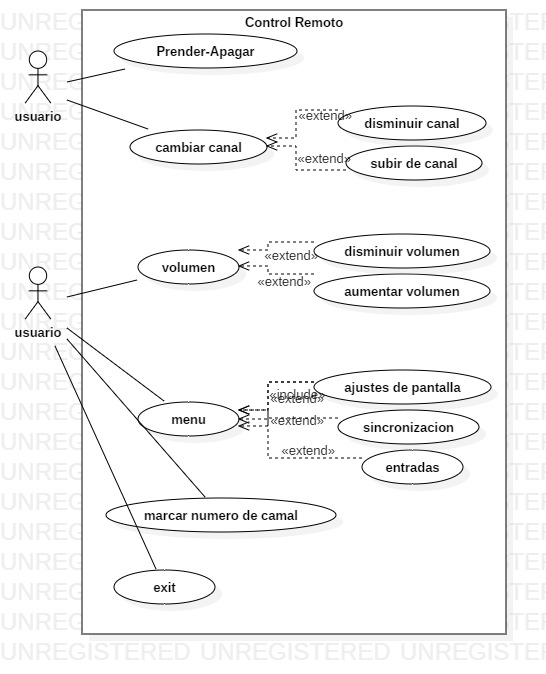 Control Remoto
Prender-Apagar
usuario
«extend»
disminuir canal
cambiar canal
«extend»
subir de canal
volumen
«extend»
disminuir volumen
«extend»
aumentar volumen
usuario
«include»
«extend»
ajustes de pantalla
menu
«extend»
sincronizacion
«extend»
entradas
marcar numero de camal
exit
UNREGISTERED UNREGISTERED UNREGISTERED